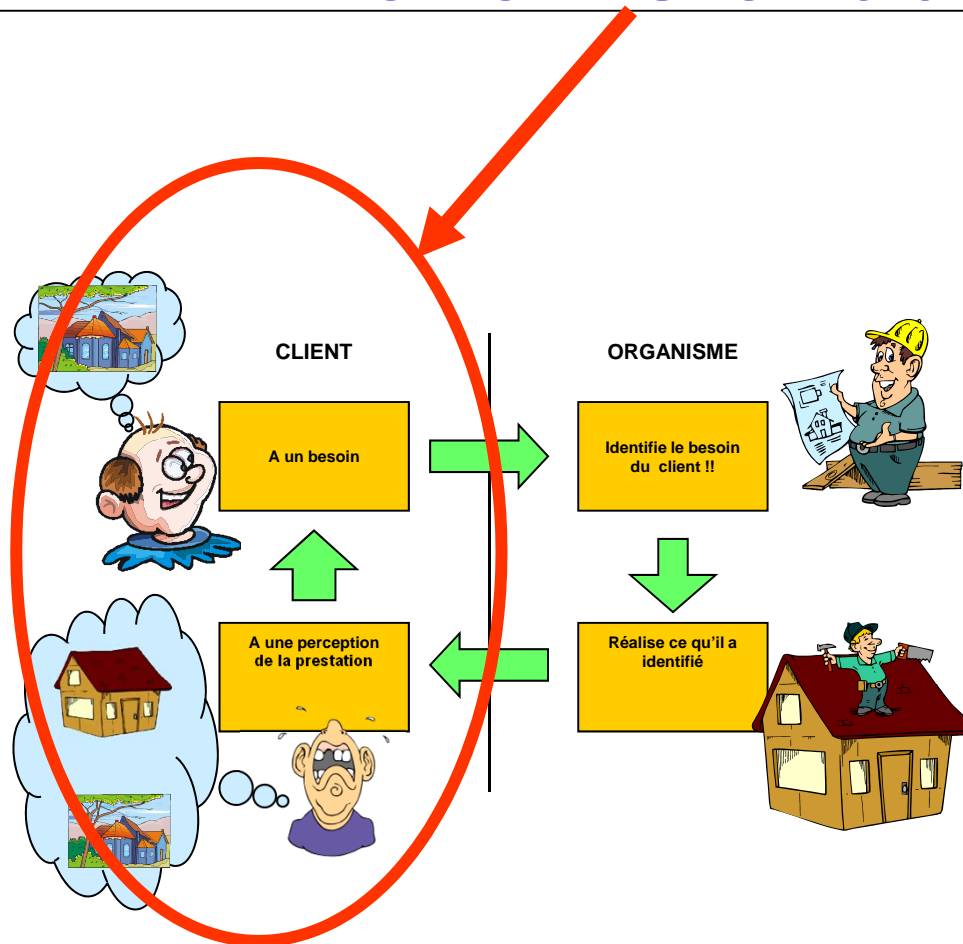 CLIENT
ORGANISME
A un besoin
Identifie le besoin
du client !!
A une perception
de la prestation
Réalise ce qu'il a
identifié